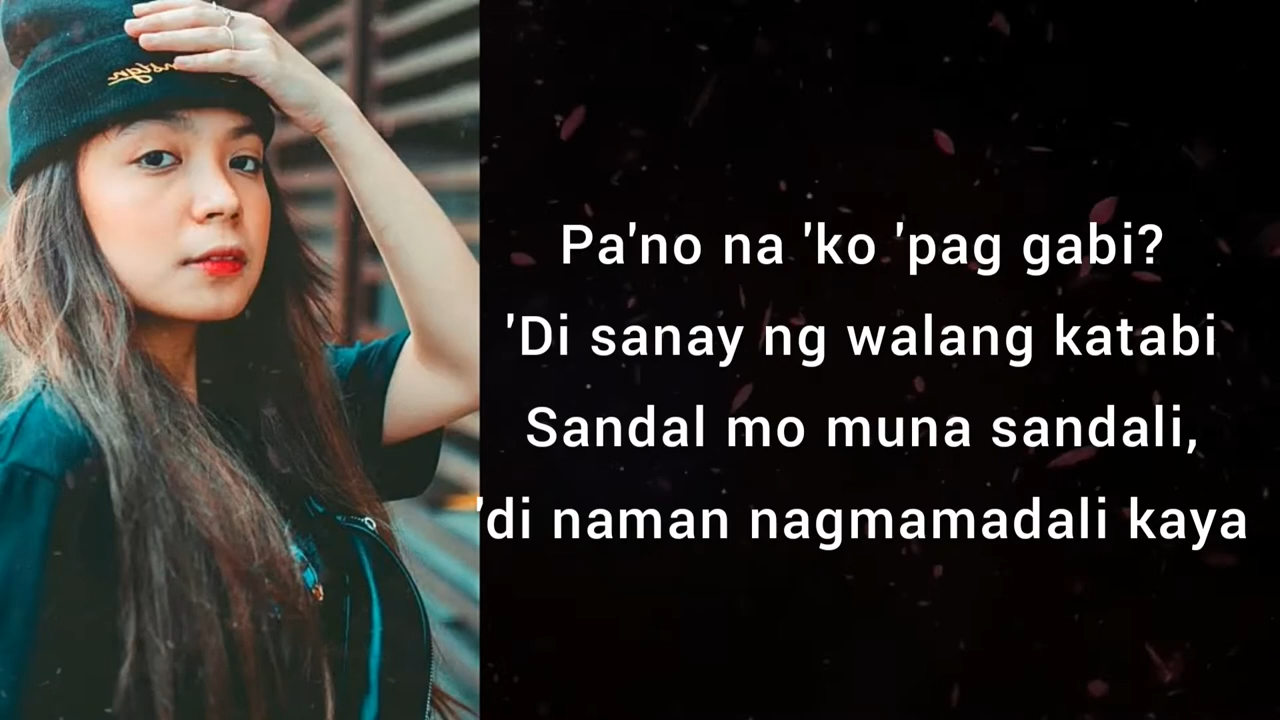 Pa'no na 'ko 'pag gabi?
'Di sanay ng walang katabi
Sandal mo muna sandali,
'di naman nagmamadali kaya